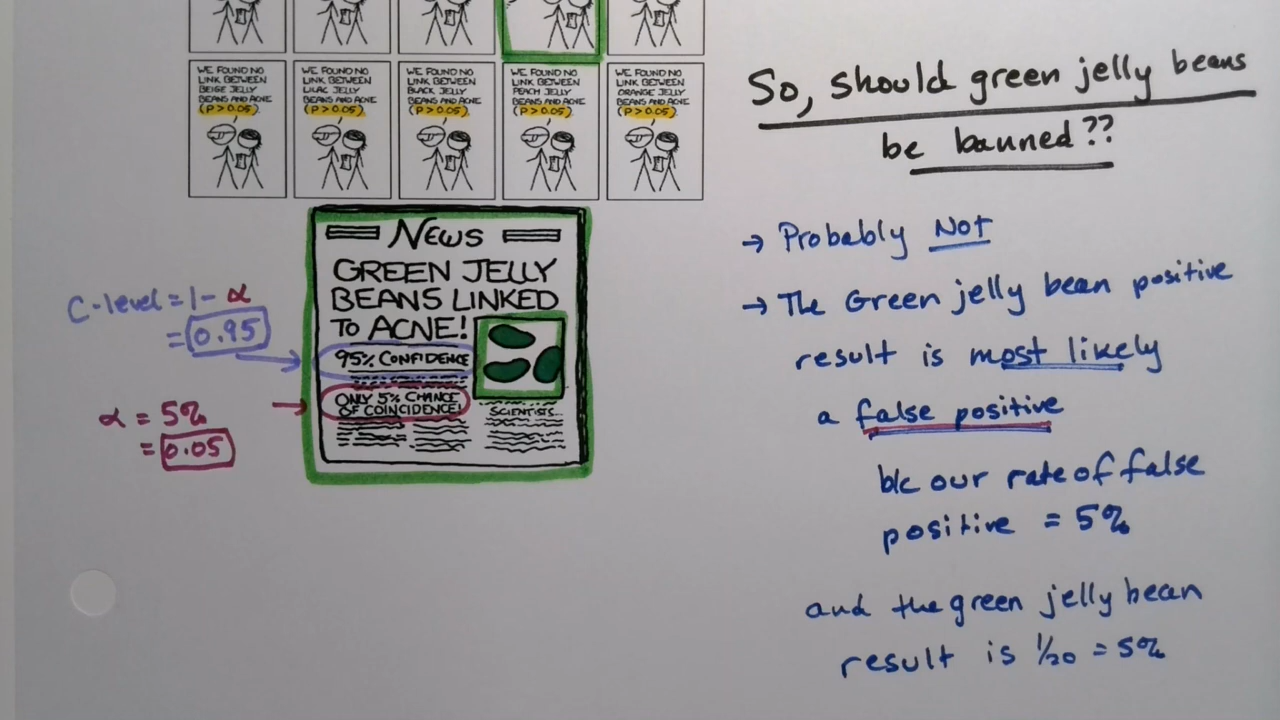 WE FOUND NO
LINK BETWEEN
BEIGE JELLY
BEANS AND ACNE
(P > 0.05).
WE FOUND NO
LINK BETWEEN
LILAC JELLY
BEANS AND ACNE
(P > 0.05).
WE FOUND NO
LINK BETWEEN
BLACK JELLY
BEANS AND ACNE
(P > 0.05).
WE FOUND NO
LINK BETWEEN
PEACH JELLY
BEANS AND ACNE
(P > 0.05).
WE FOUND NO
LINK BETWEEN
ORANGE JELLY
BEANS AND ACNE
(P > 0.05).
NEWS
GREEN JELLY
BEANS LINKED
TO ACNE!
95% CONFIDENCE
ONLY 5% CHANCE
OF COINCIDENCE!
SCIENTISTS...
C-level = 1 - α
= 0.95
α = 5%
= 0.05
So, should green jelly beans
be banned??
→ Probably Not
→ The Green jelly bean positive
result is most likely
a false positive
b/c our rate of false
positive = 5%
and the green jelly bean
result is 1/20 = 5%